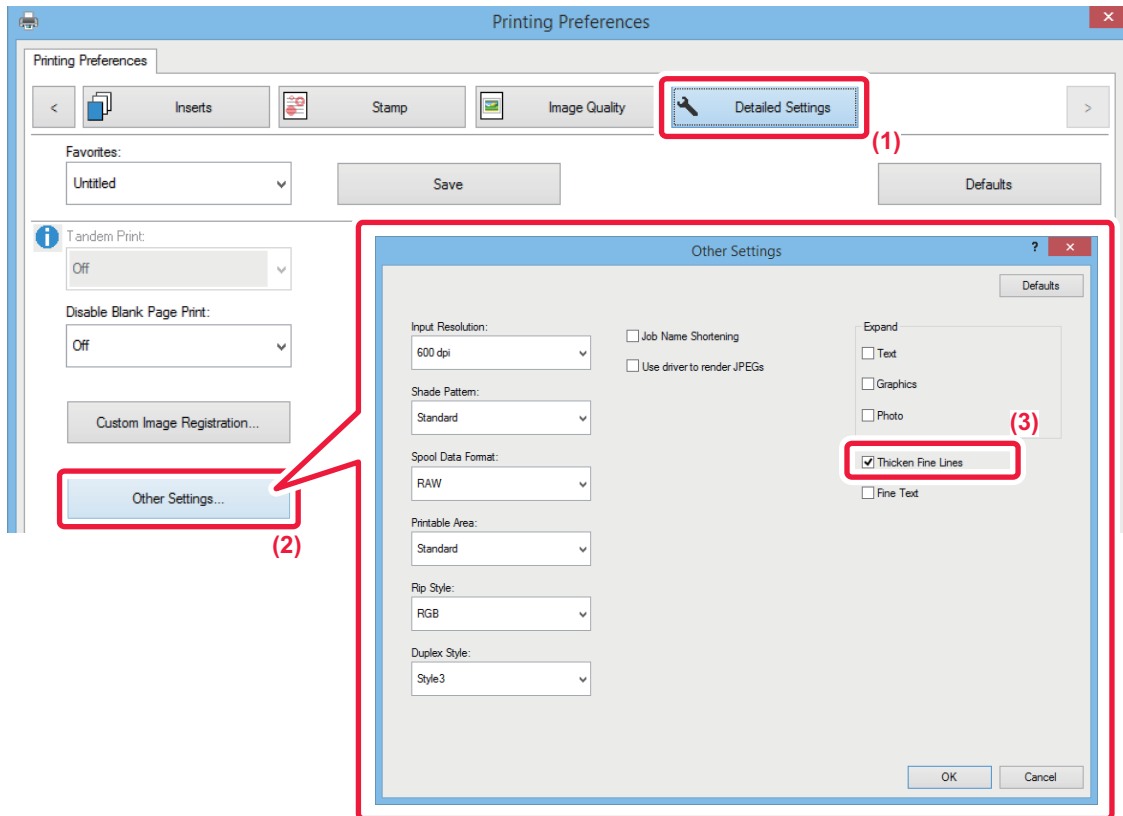 Printing Preferences
Printing Preferences
< Inserts Stamp Image Quality Detailed Settings >
(1)
Favorites:
Untitled Save Defaults
Tandem Print:
Off
Disable Blank Page Print:
Off
Custom Image Registration...
Other Settings...
(2)
Other Settings ?
Defaults
Input Resolution:
600 dpi
Shade Pattern:
Standard
Spool Data Format:
RAW
Printable Area:
Standard
Rip Style:
RGB
Duplex Style:
Style3
Job Name Shortening
Use driver to render JPEGs
Expand
Text
Graphics
Photo
(3)
Thicken Fine Lines
Fine Text
OK Cancel